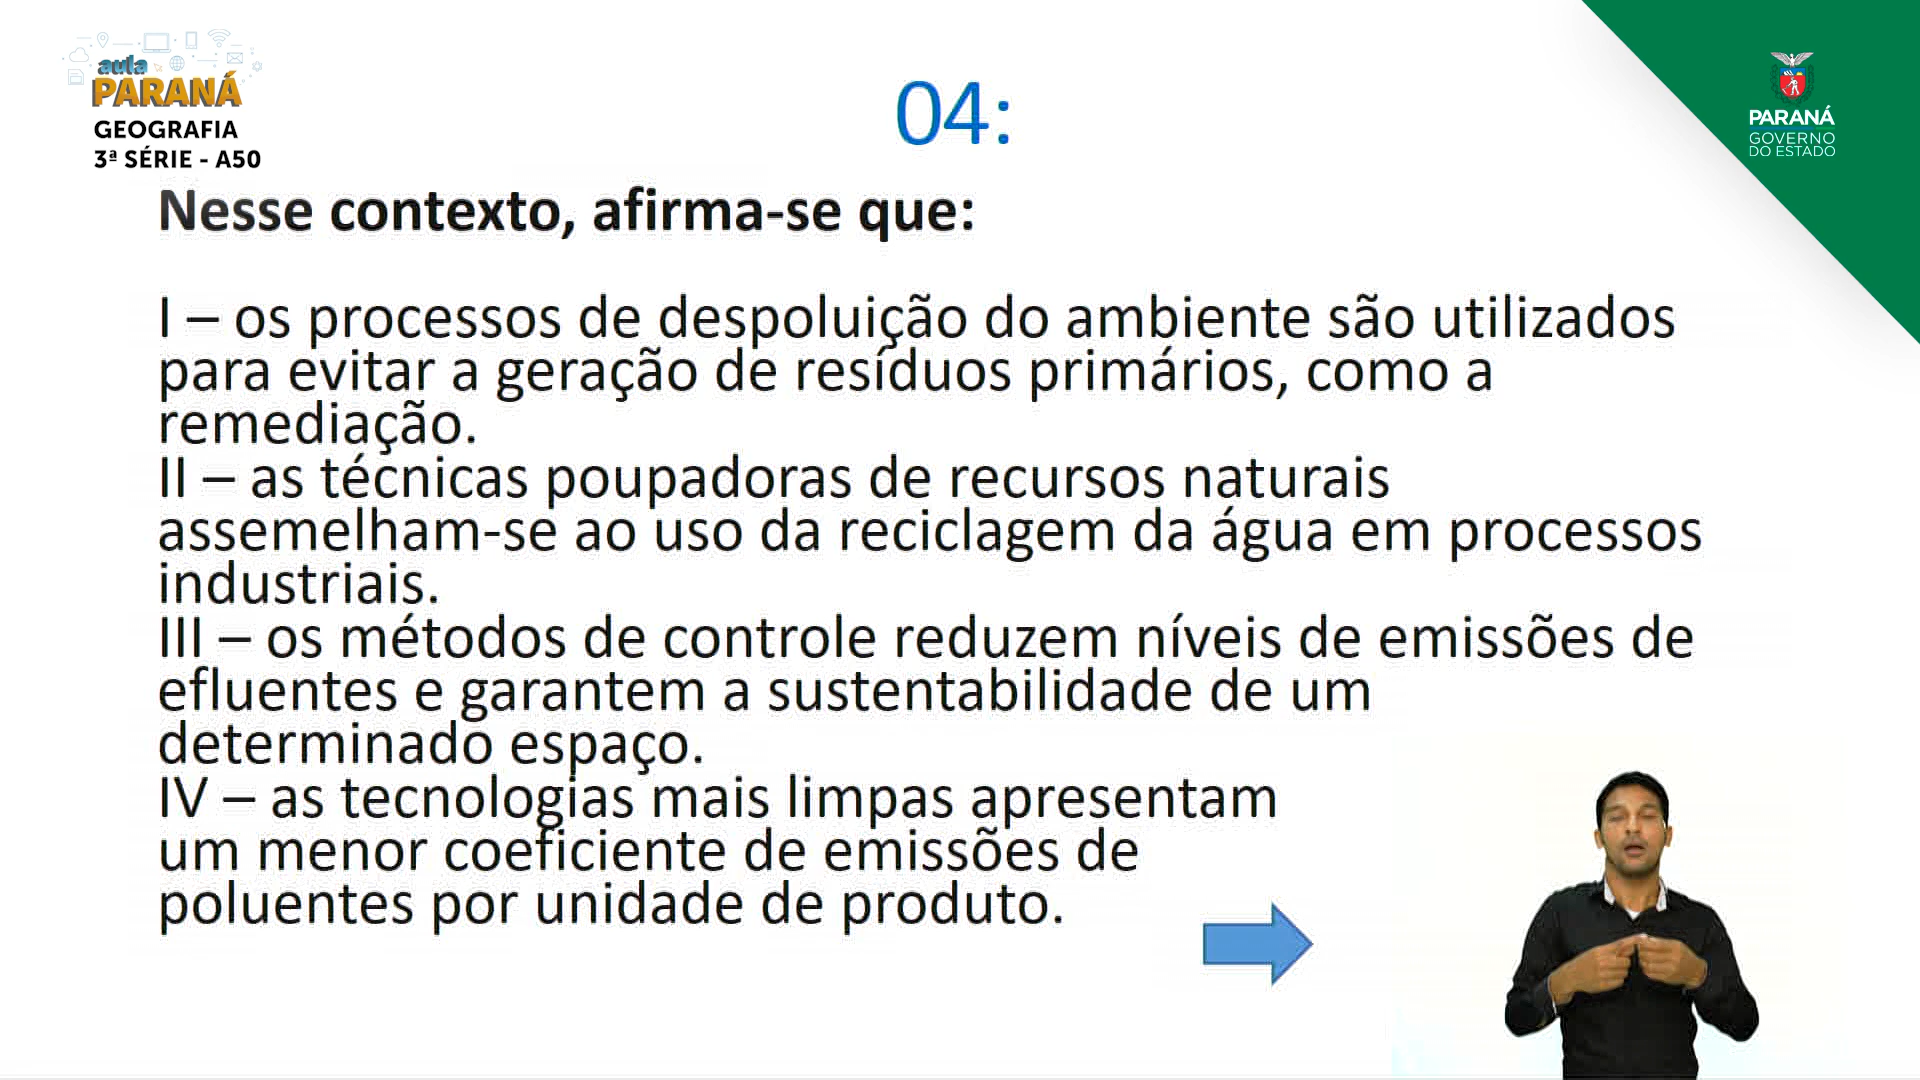 aula
PARANÁ
GEOGRAFIA
3ª SÉRIE - A50
04:
PARANÁ
GOVERNO
DO ESTADO
Nesse contexto, afirma-se que:
I – os processos de despoluição do ambiente são utilizados
para evitar a geração de resíduos primários, como a
remediação.
II – as técnicas poupadoras de recursos naturais
assemelham-se ao uso da reciclagem da água em processos
industriais.
III – os métodos de controle reduzem níveis de emissões de
efluentes e garantem a sustentabilidade de um
determinado espaço.
IV – as tecnologias mais limpas apresentam
um menor coeficiente de emissões de
poluentes por unidade de produto.